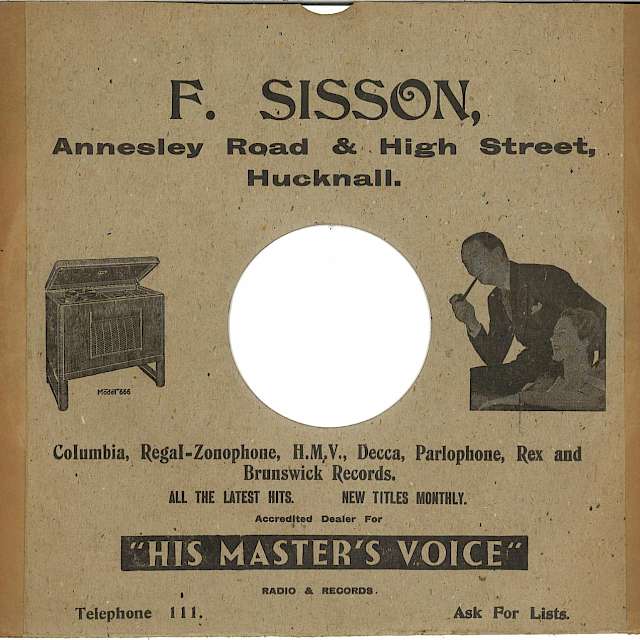 F. SISSON,
Annesley Road & High Street,
Hucknall.
Model 666
Columbia, Regal-Zonophone, H.M.V., Decca, Parlophone, Rex and
Brunswick Records.
ALL THE LATEST HITS. NEW TITLES MONTHLY.
Accredited Dealer For
"HIS MASTER'S VOICE"
RADIO & RECORDS.
Telephone 111. Ask For Lists.